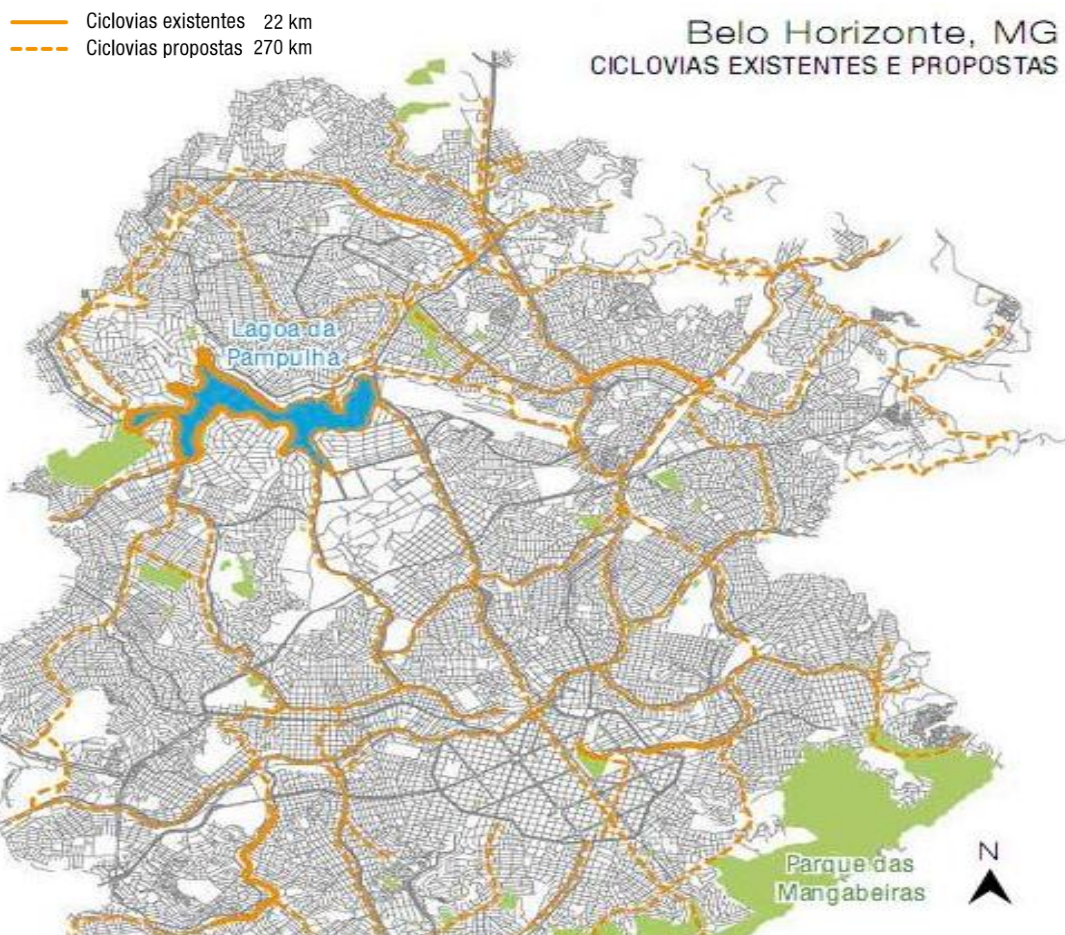 Ciclovias existentes 22 km
Ciclovias propostas 270 km
Belo Horizonte, MG
CICLOVIAS EXISTENTES E PROPOSTAS
Lagoa da
Pampulha
Parque das
Mangabeiras
N